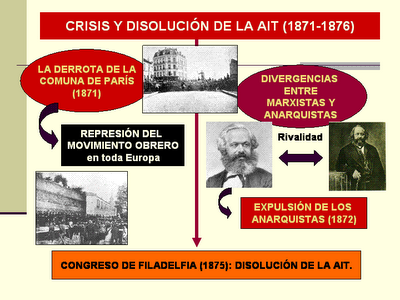 CRISIS Y DISOLUCIÓN DE LA AIT (1871-1876)
LA DERROTA DE LA
COMUNA DE PARÍS
(1871)
DIVERGENCIAS
ENTRE
MARXISTAS Y
ANARQUISTAS
REPRESIÓN DEL
MOVIMIENTO OBRERO
en toda Europa
Rivalidad
EXPULSIÓN DE LOS
ANARQUISTAS (1872)
CONGRESO DE FILADELFIA (1875): DISOLUCIÓN DE LA AIT.